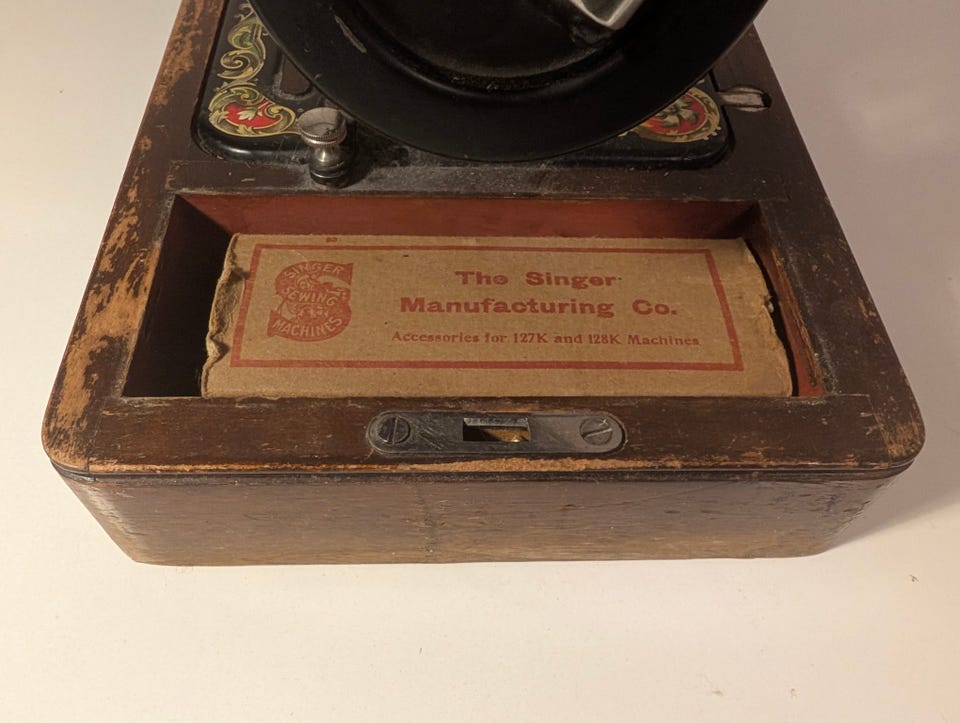 SINGER
SEWING
MACHINES
The Singer
Manufacturing Co.
Accessories for 127K and 128K Machines